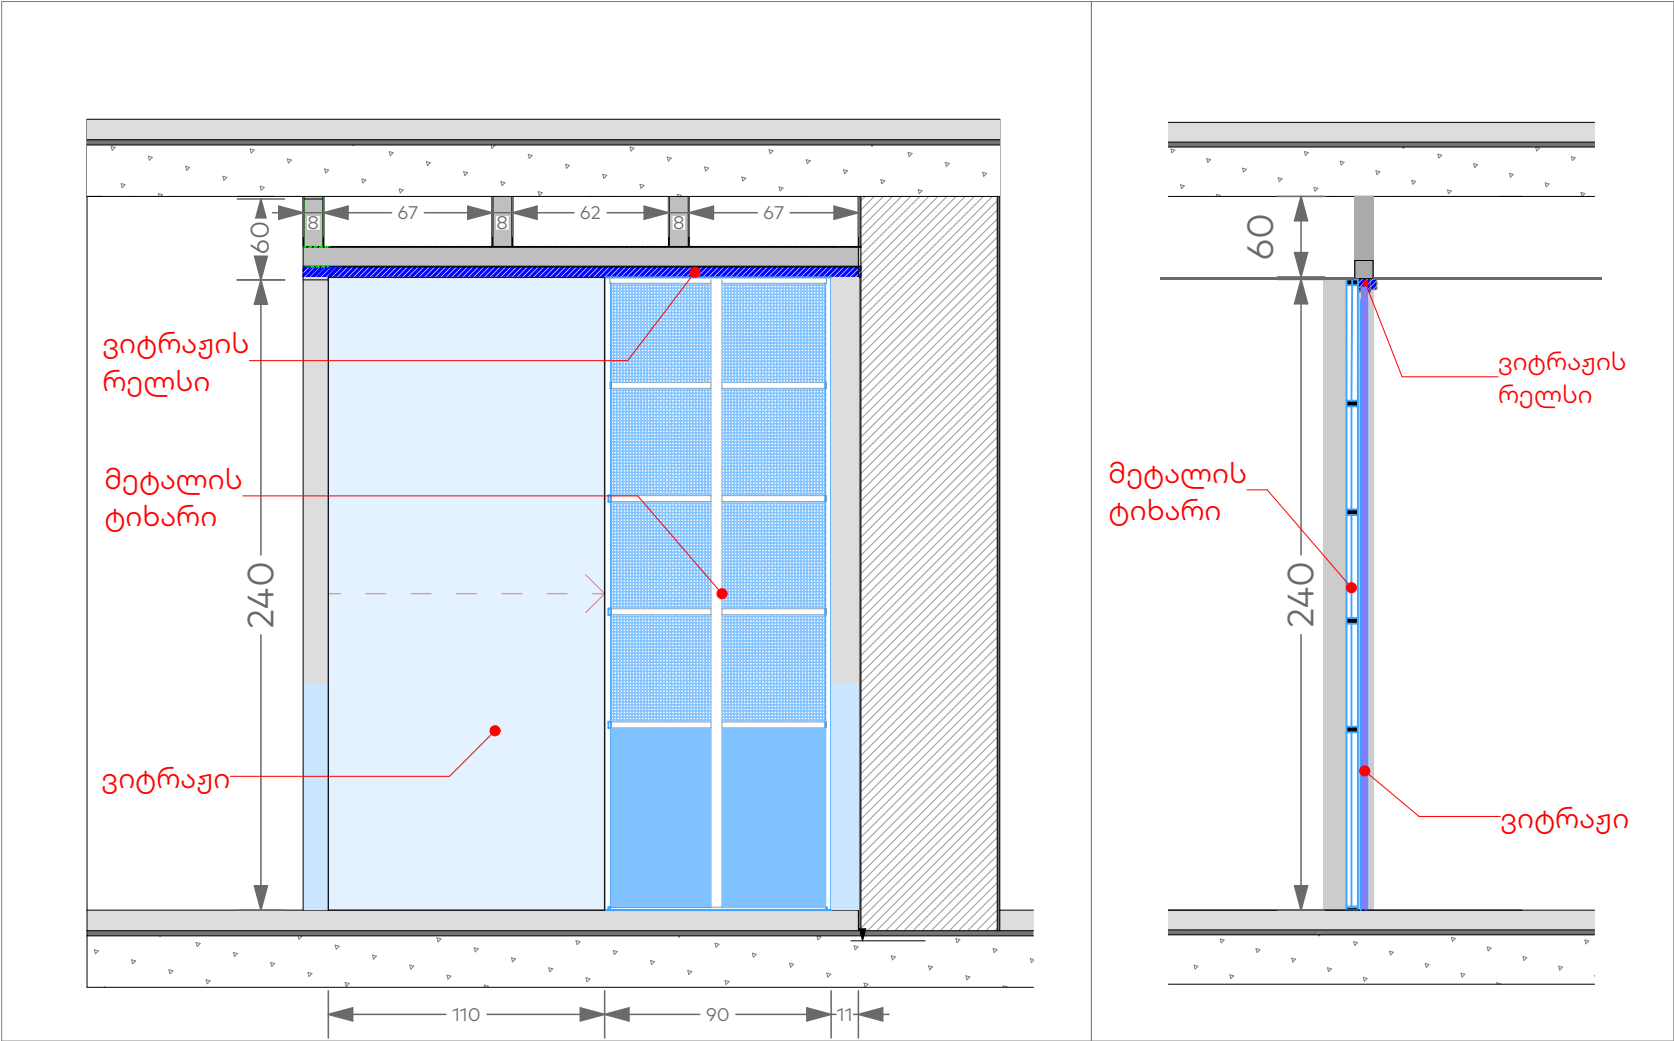 8
67
8
62
8
67
60
ვიტრაჟის
რელსი
მეტალის
ტიხარი
240
ვიტრაჟი
110
90
11
60
ვიტრაჟის
რელსი
მეტალის
ტიხარი
240
ვიტრაჟი